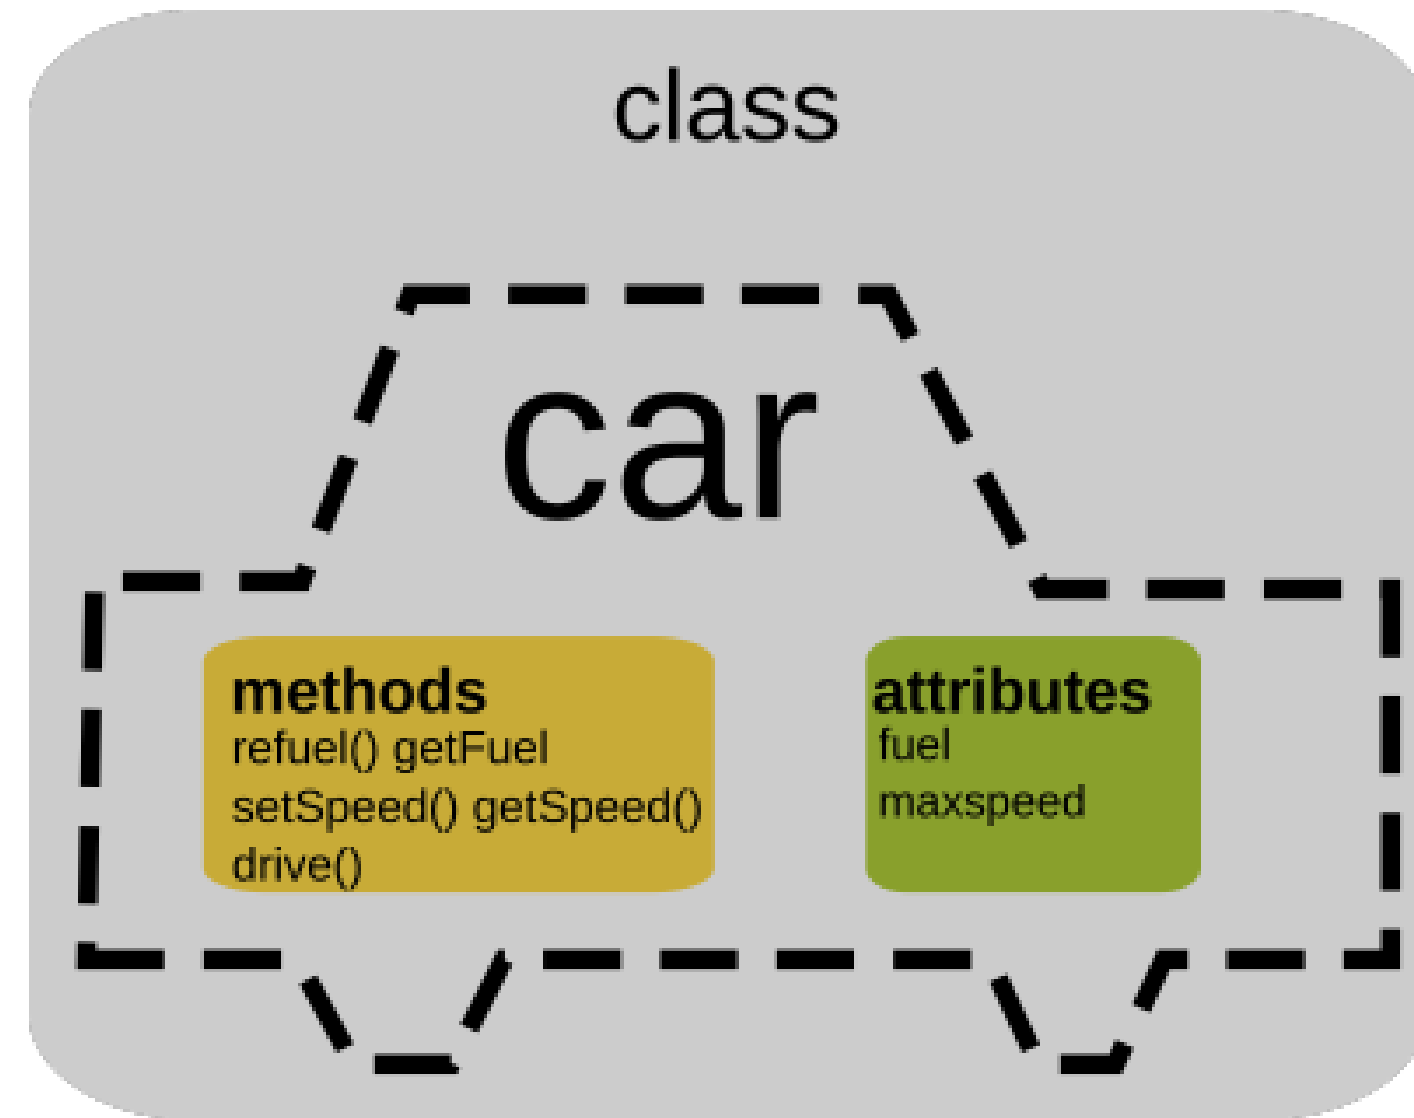 class
car
methods
refuel() getFuel
setSpeed() getSpeed()
drive()
attributes
fuel
maxspeed